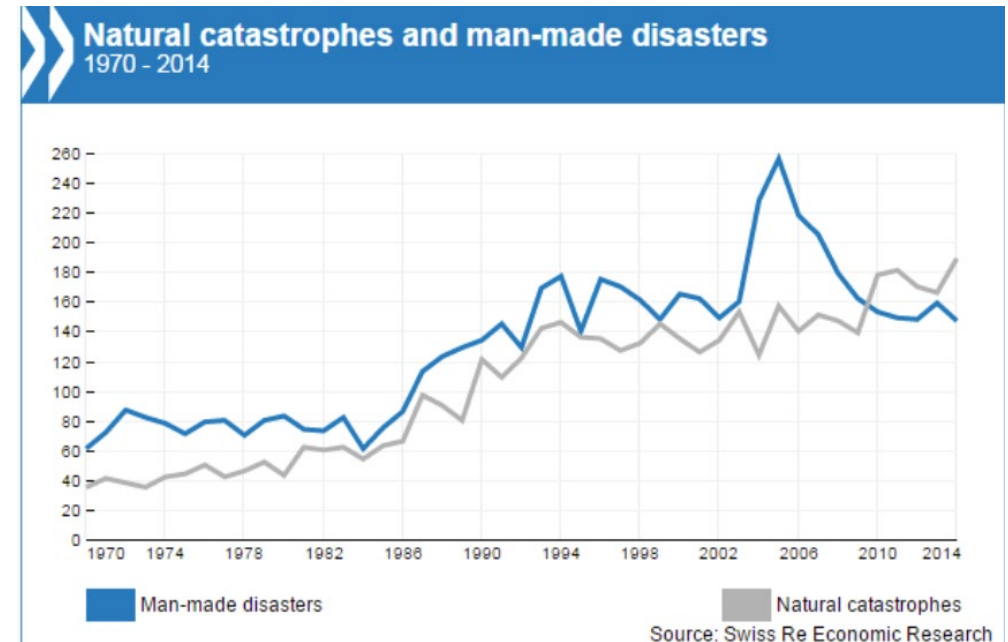 Natural catastrophes and man-made disasters
1970 - 2014
260
240
220
200
180
160
140
120
100
80
60
40
20
0
1970 1974 1978 1982 1986 1990 1994 1998 2002 2006 2010 2014
Man-made disasters Natural catastrophes
Source: Swiss Re Economic Research